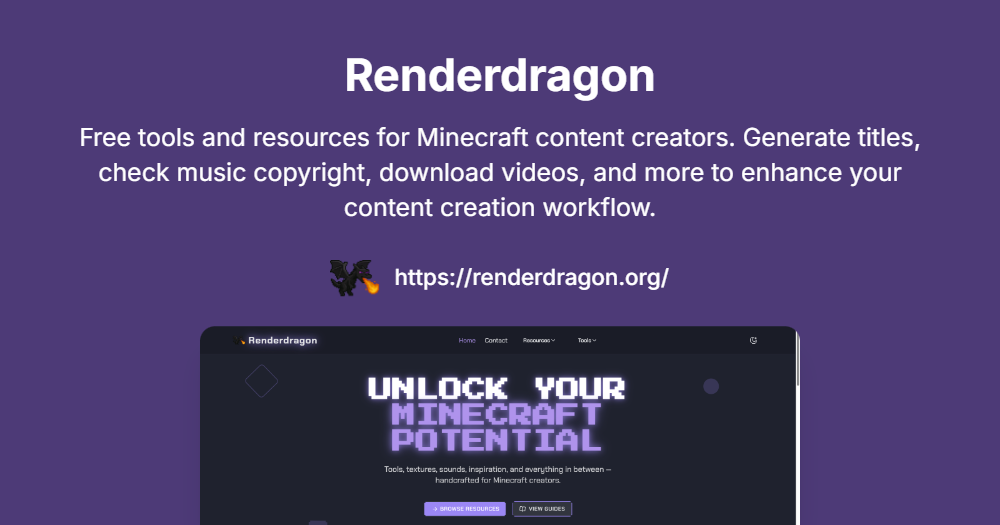 Renderdragon
Free tools and resources for Minecraft content creators. Generate titles,
check music copyright, download videos, and more to enhance your
content creation workflow.
https://renderdragon.org/
Renderdragon Home Contact Resources Tools
UNLOCK YOUR
MINECRAFT
POTENTIAL
Tools, textures, sounds, inspiration, and everything in between —
handcrafted for Minecraft creators.
BROWSE RESOURCES VIEW GUIDES